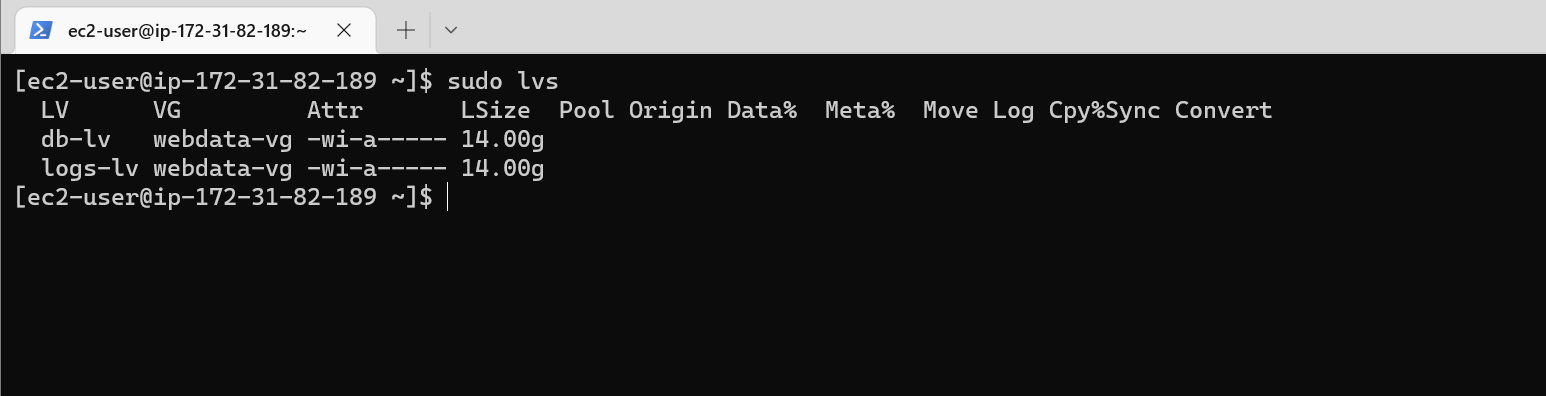 ec2-user@ip-172-31-82-189:~
[ec2-user@ip-172-31-82-189 ~]$ sudo lvs
  LV      VG         Attr       LSize  Pool Origin Data%  Meta%  Move Log Cpy%Sync Convert
  db-lv   webdata-vg -wi-a----- 14.00g
  logs-lv webdata-vg -wi-a----- 14.00g
[ec2-user@ip-172-31-82-189 ~]$